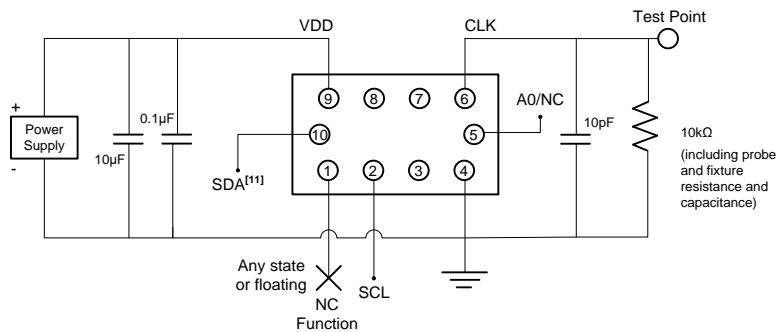 VDD
CLK
Test Point
9
8
7
6
A0/NC
+
Power
Supply
-
0.1µF
10µF
10
5
10pF
10kΩ
(including probe
and fixture
resistance and
capacitance)
SDA[11]
1
2
3
4
Any state
or floating
NC
Function
SCL